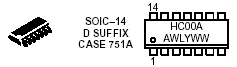 14
SOIC–14
D SUFFIX
CASE 751A
HC00A
AWLYWW
1